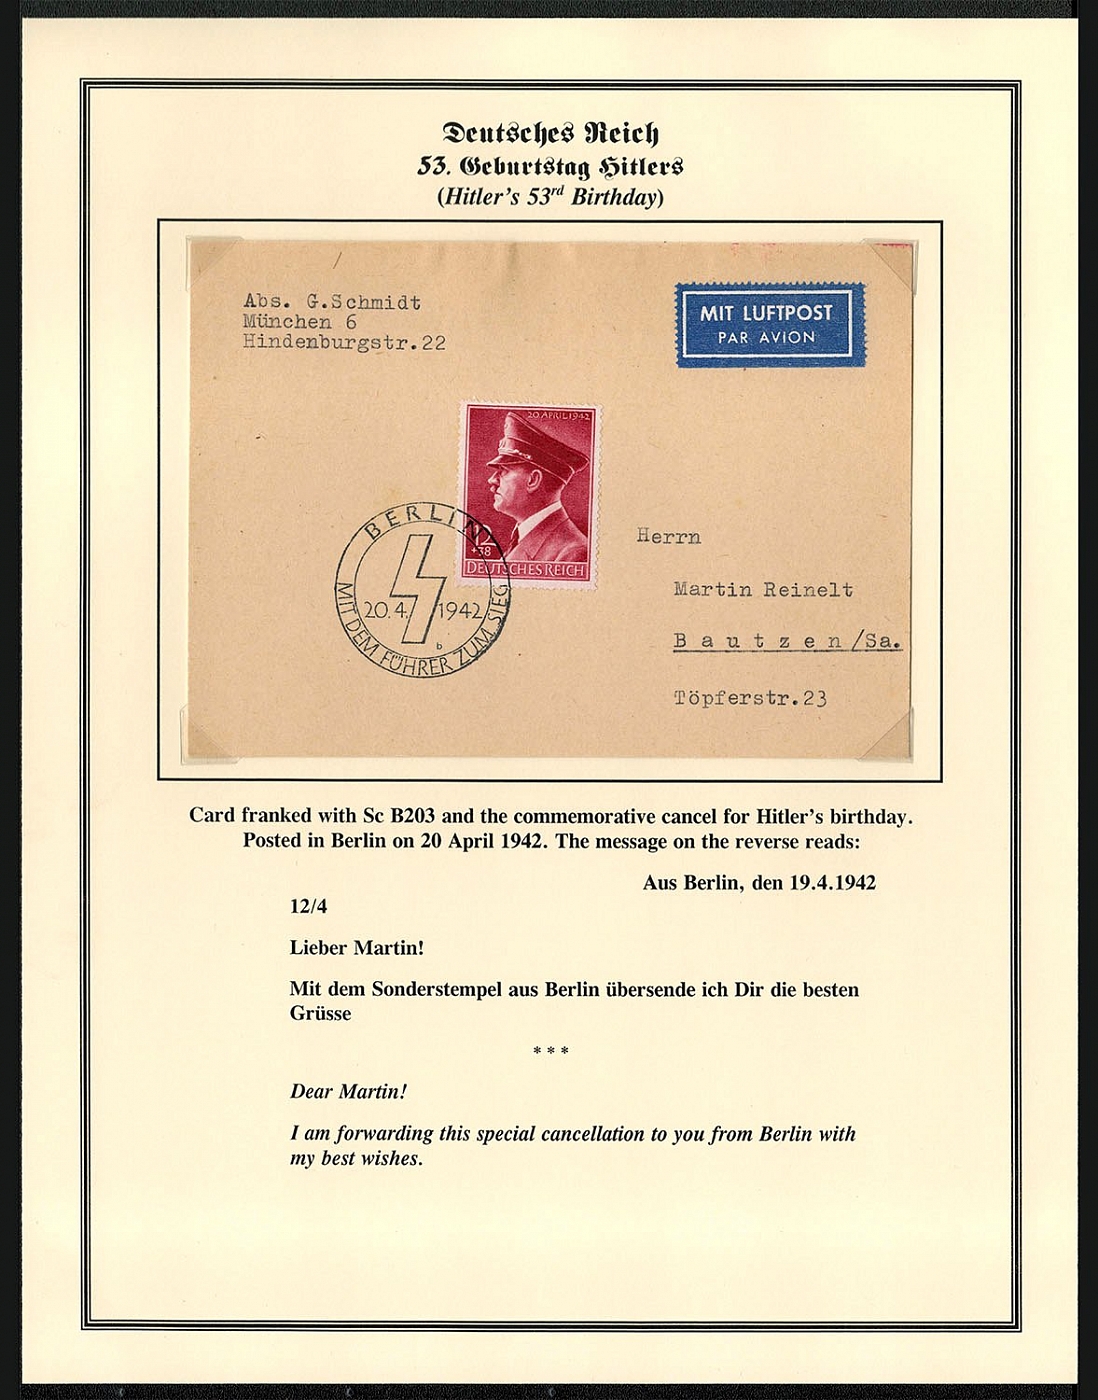 Deutsches Reich
53. Geburtstag Hitlers
(Hitler's 53rd Birthday)
Abs. G.Schmidt
München 6
Hindenburgstr.22
MIT LUFTPOST
PAR AVION
20.APRIL 1942
12
+38
DEUTSCHES REICH
BERLIN
20.4. 1942
b
MIT DEM FÜHRER ZUM SIEG
Herrn
Martin Reinelt
Bautzen/Sa.
Töpferstr.23
Card franked with Sc B203 and the commemorative cancel for Hitler's birthday.
Posted in Berlin on 20 April 1942. The message on the reverse reads:
Aus Berlin, den 19.4.1942
12/4
Lieber Martin!
Mit dem Sonderstempel aus Berlin übersende ich Dir die besten
Grüsse
* * *
Dear Martin!
I am forwarding this special cancellation to you from Berlin with
my best wishes.